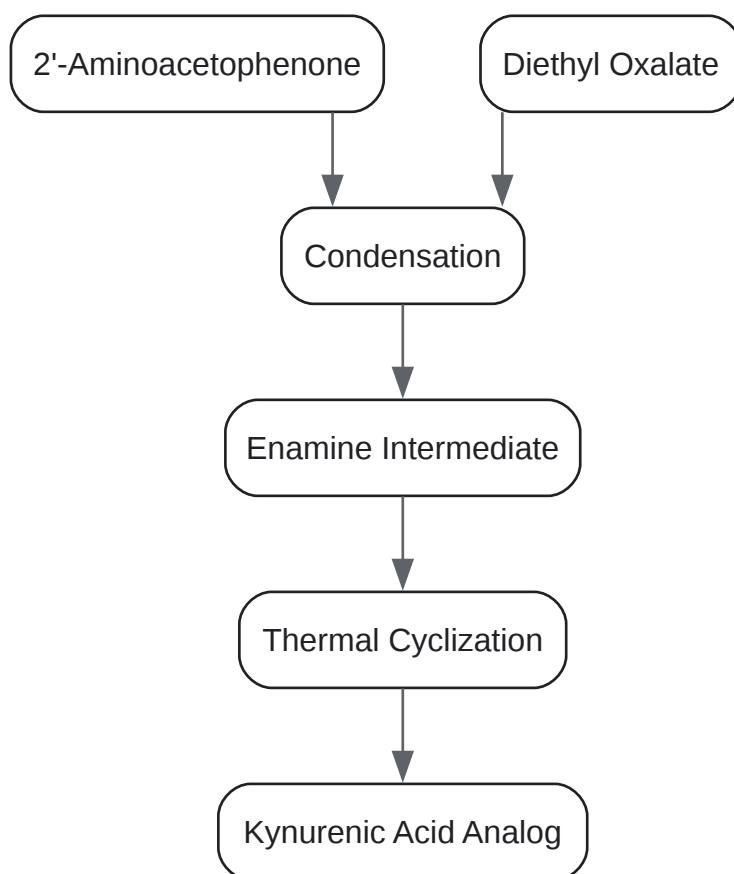 2'-Aminoacetophenone
Diethyl Oxalate
Condensation
Enamine Intermediate
Thermal Cyclization
Kynurenic Acid Analog